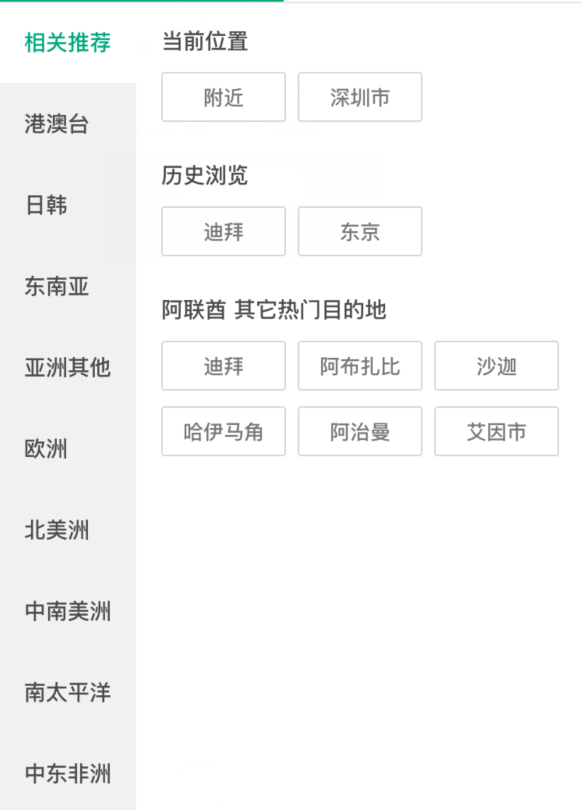 相关推荐
港澳台
日韩
东南亚
亚洲其他
欧洲
北美洲
中南美洲
南太平洋
中东非洲
当前位置
附近 深圳市
历史浏览
迪拜 东京
阿联酋 其它热门目的地
迪拜 阿布扎比 沙迦
哈伊马角 阿治曼 艾因市